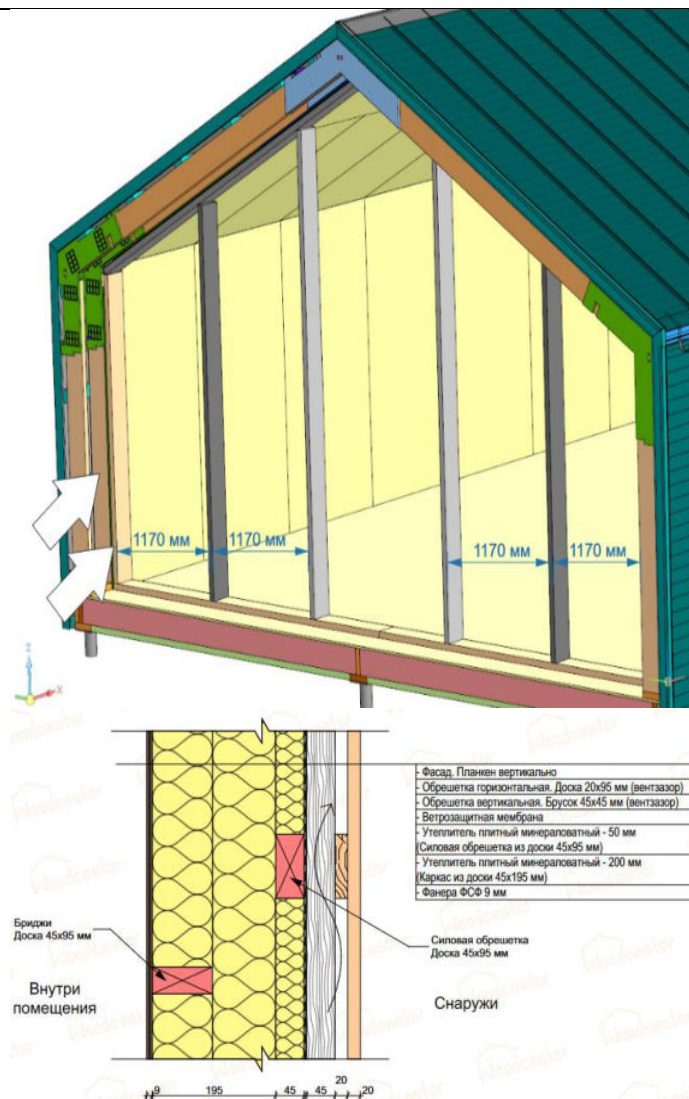 1170 мм
1170 мм
1170 мм
1170 мм
z
x
- Фасад. Планкен вертикально
- Обрешетка горизонтальная. Доска 20х95 мм (вентзазор)
- Обрешетка вертикальная. Брусок 45х45 мм (вентзазор)
- Ветрозащитная мембрана
- Утеплитель плитный минераловатный - 50 мм
(Силовая обрешетка из доски 45х95 мм)
- Утеплитель плитный минераловатный - 200 мм
(Каркас из доски 45х195 мм)
- Фанера ФСФ 9 мм
Бриджи
Доска 45х95 мм
Силовая обрешетка
Доска 45х95 мм
Внутри
помещения
Снаружи
9
195
45
45
20
20
Woodcastor